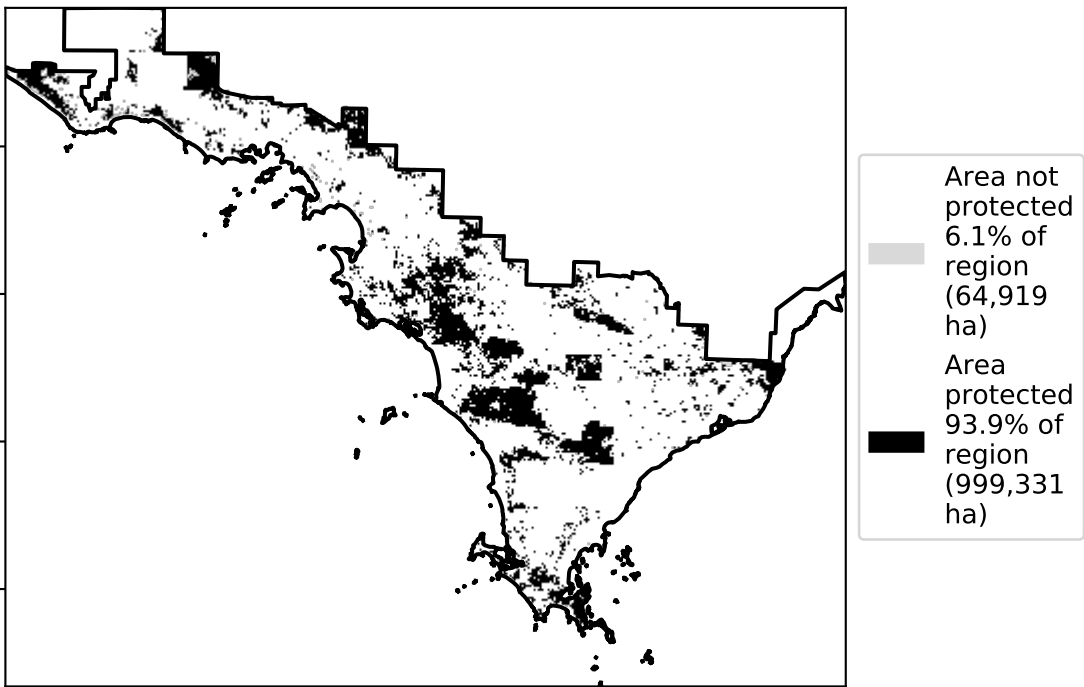 Area not
protected
6.1% of
region
(64,919
ha)
Area
protected
93.9% of
region
(999,331
ha)